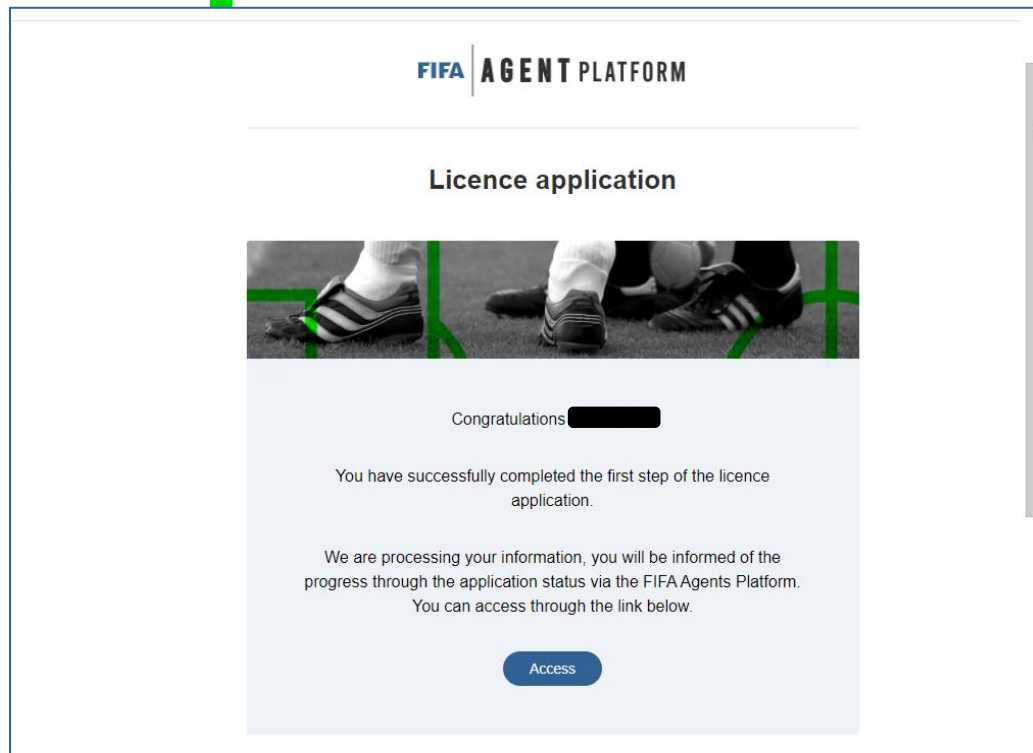 FIFA AGENT PLATFORM
Licence application
Congratulations
You have successfully completed the first step of the licence
application.
We are processing your information, you will be informed of the
progress through the application status via the FIFA Agents Platform.
You can access through the link below.
Access